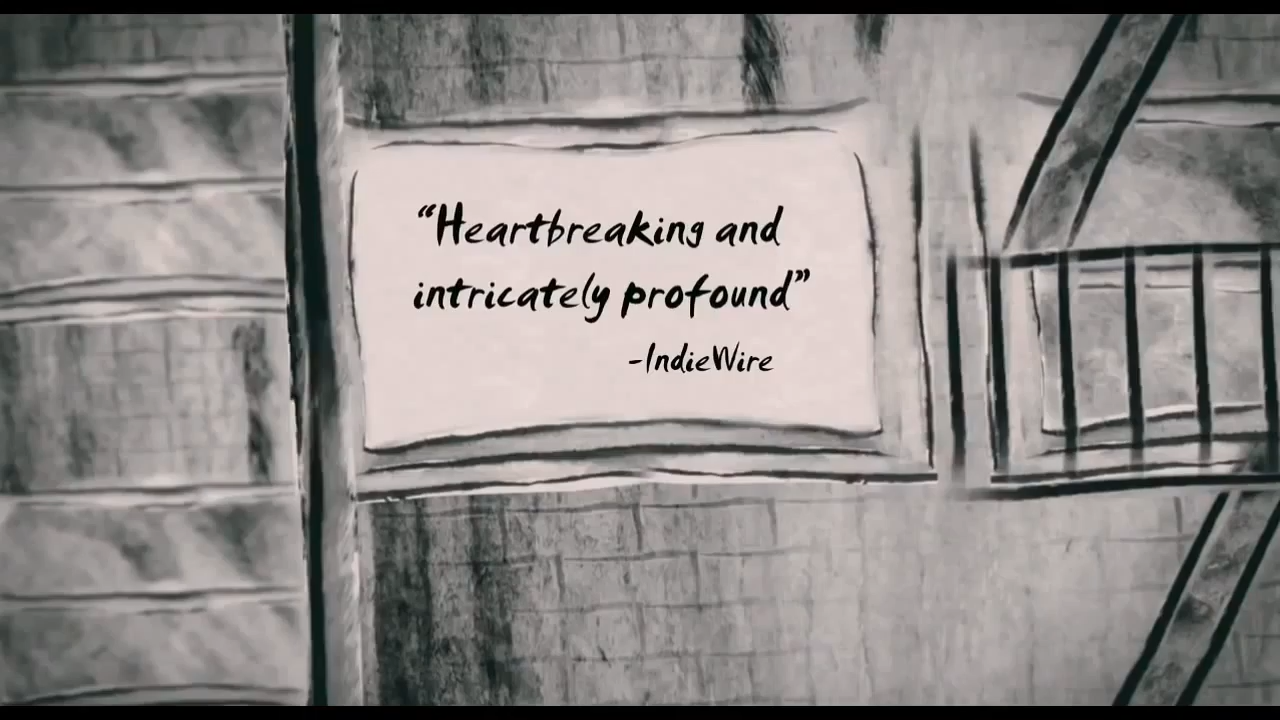 “Heartbreaking and
intricately profound”
-IndieWire